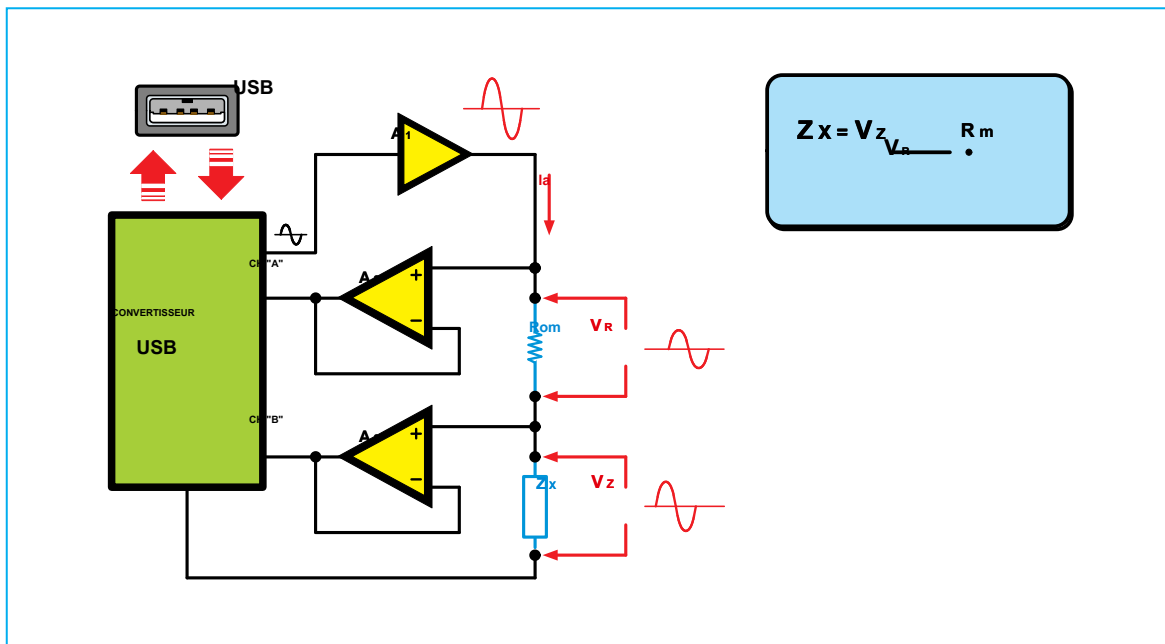 USB
A1
Ia
CH "A"
A
+
−
CONVERTISSEUR
USB
Rom
VR
CH "B"
A
+
−
Zx
VZ
Zx = VZ
VR
Rm